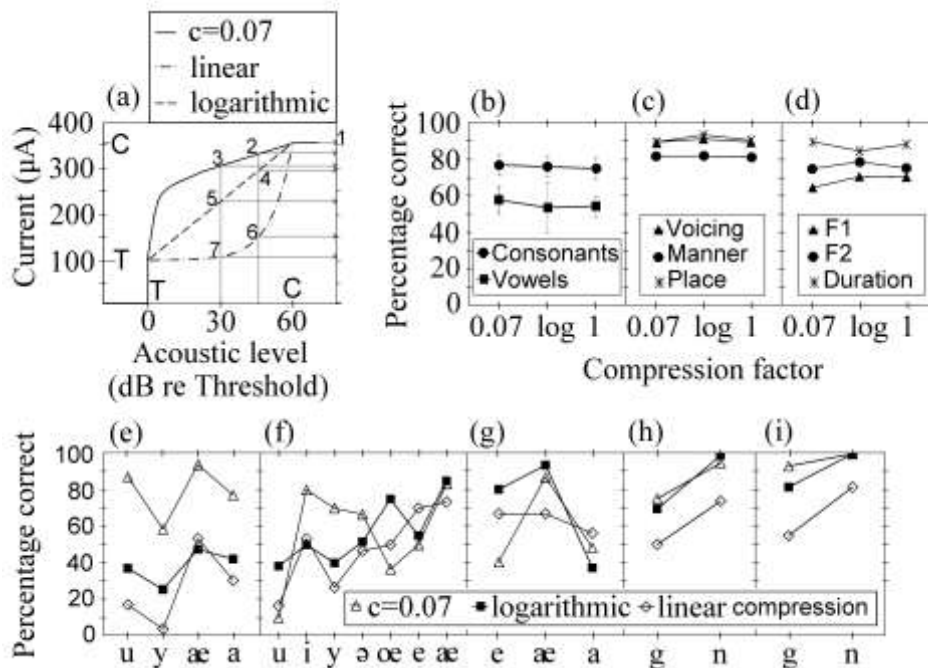 c=0.07
linear
logarithmic
(a)
Current (µA)
400
300
200
100
C
T
T
C
1
2
3
4
5
6
7
0
30
60
Acoustic level
(dB re Threshold)
(b)
(c)
(d)
Percentage correct
100
80
60
40
20
0
Consonants
Vowels
Voicing
Manner
Place
F1
F2
Duration
0.07 log 1
0.07 log 1
0.07 log 1
Compression factor
(e)
(f)
(g)
(h)
(i)
Percentage correct
100
80
60
40
20
0
c=0.07 logarithmic linear compression
u y æ a
u i y ə œ e æ
e æ a
g n
g n